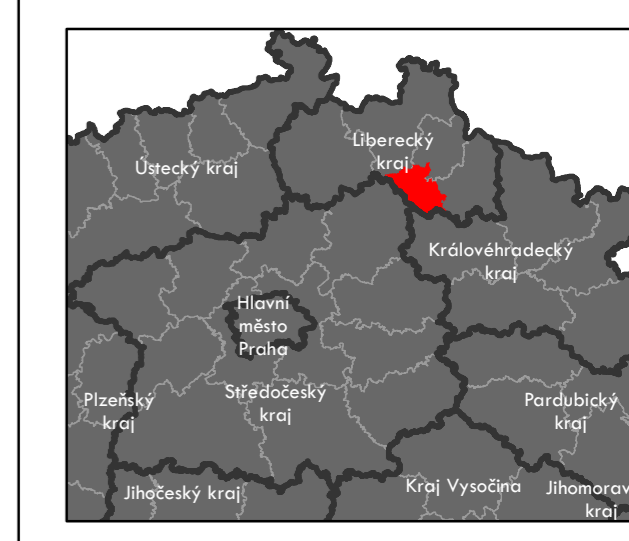 Liberecký
kraj
Ústecký kraj
Královéhradecký
kraj
Hlavní
město
Praha
Středočeský
kraj
Plzeňský
kraj
Pardubický
kraj
Jihočeský kraj
Kraj Vysočina
Jihomorav
kraj